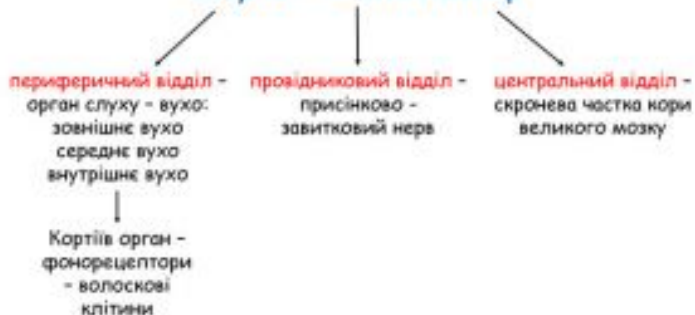 периферичний відділ -
орган слуху - вухо:
зовнішнє вухо
середнє вухо
внутрішнє вухо
Кортіїв орган -
фонорецептори
- волоскові
клітини
провідниковий відділ -
присінково -
завитковий нерв
центральний відділ -
скронева частка кори
великого мозку